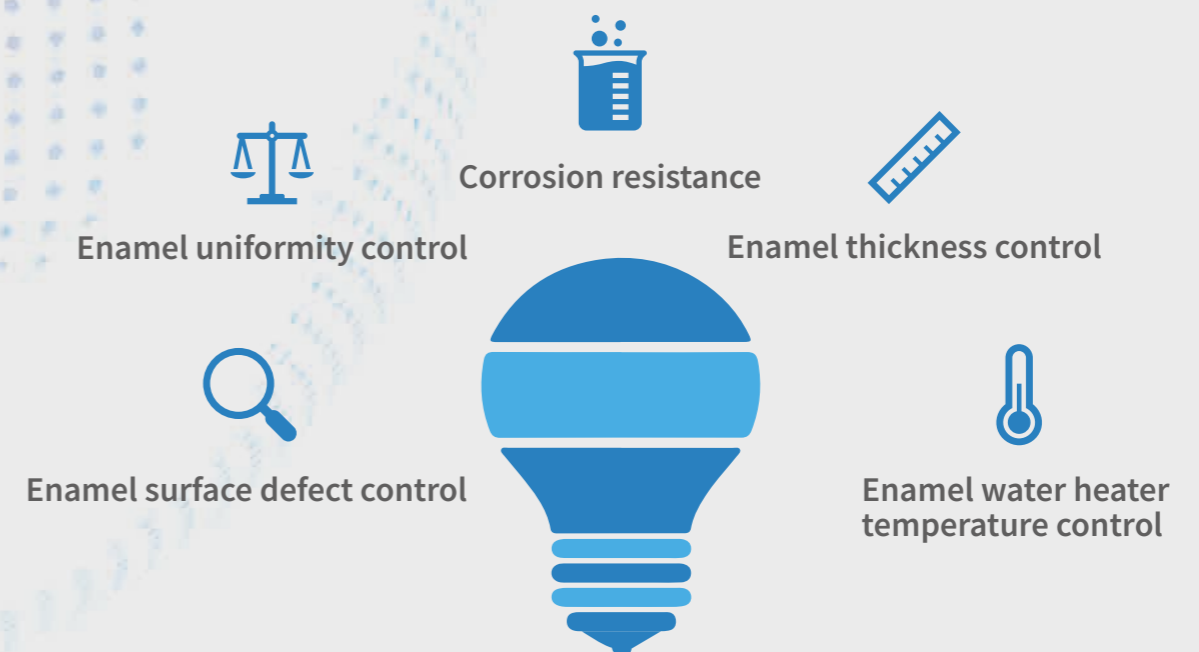 Corrosion resistance
Enamel uniformity control
Enamel thickness control
Enamel surface defect control
Enamel water heater
temperature control